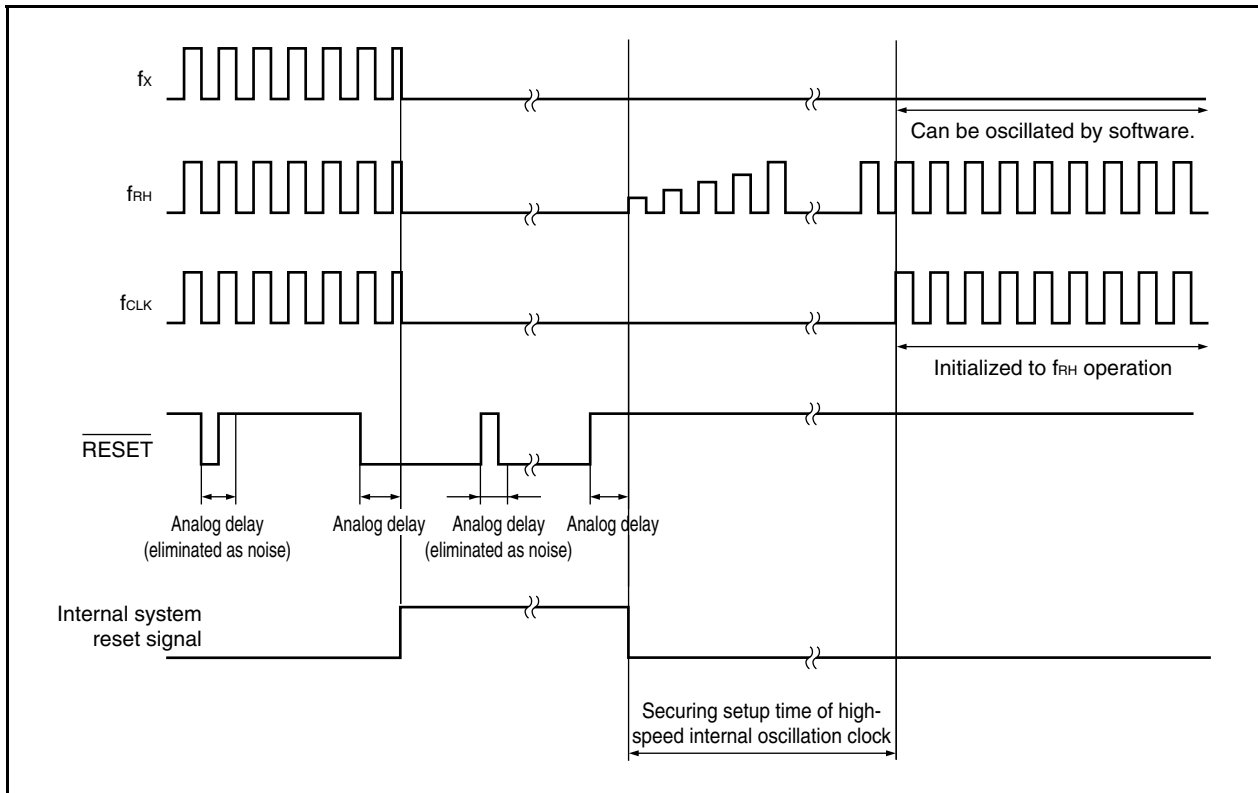 fX
Can be oscillated by software.
fRH
fCLK
Initialized to fRH operation
RESET
Analog delay
(eliminated as noise)
Analog delay
Analog delay
(eliminated as noise)
Analog delay
Internal system
reset signal
Securing setup time of high-
speed internal oscillation clock